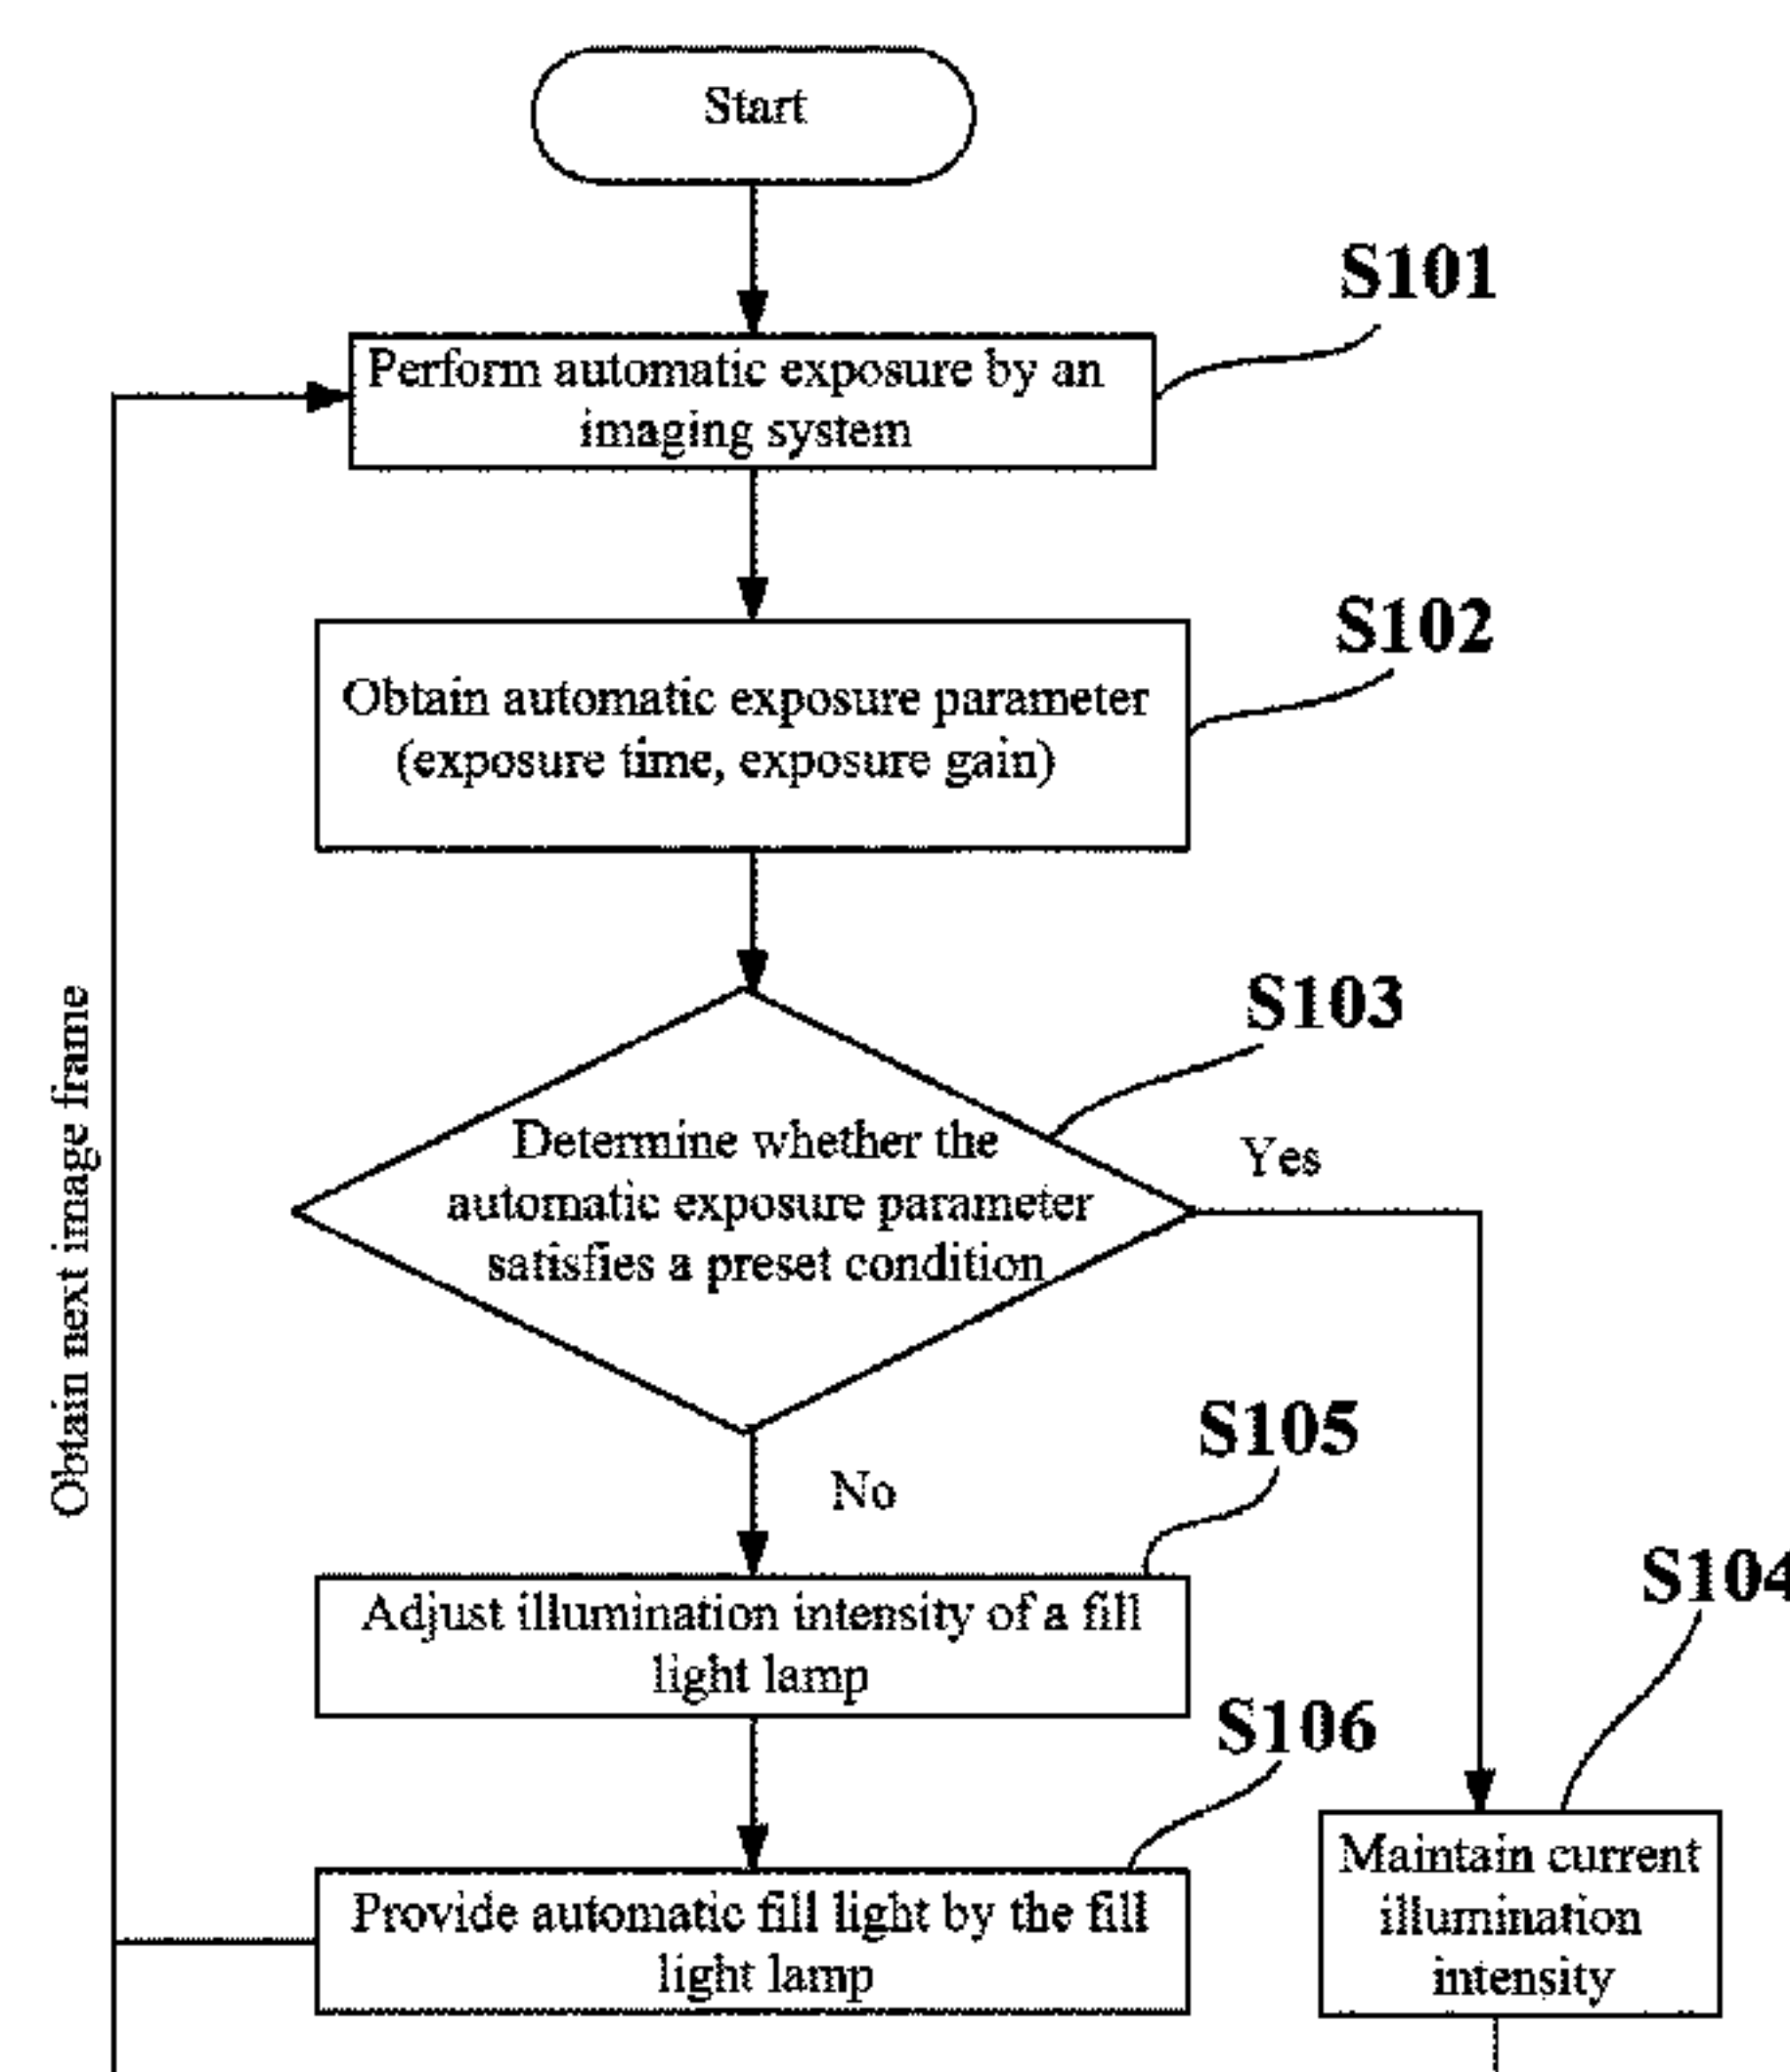 Start
S101
Perform automatic exposure by an
imaging system
S102
Obtain automatic exposure parameter
(exposure time, exposure gain)
S103
Determine whether the
automatic exposure parameter
satisfies a preset condition
Yes
No
Obtain next image frame
S105
Adjust illumination intensity of a fill
light lamp
S104
S106
Provide automatic fill light by the fill
light lamp
Maintain current
illumination
intensity